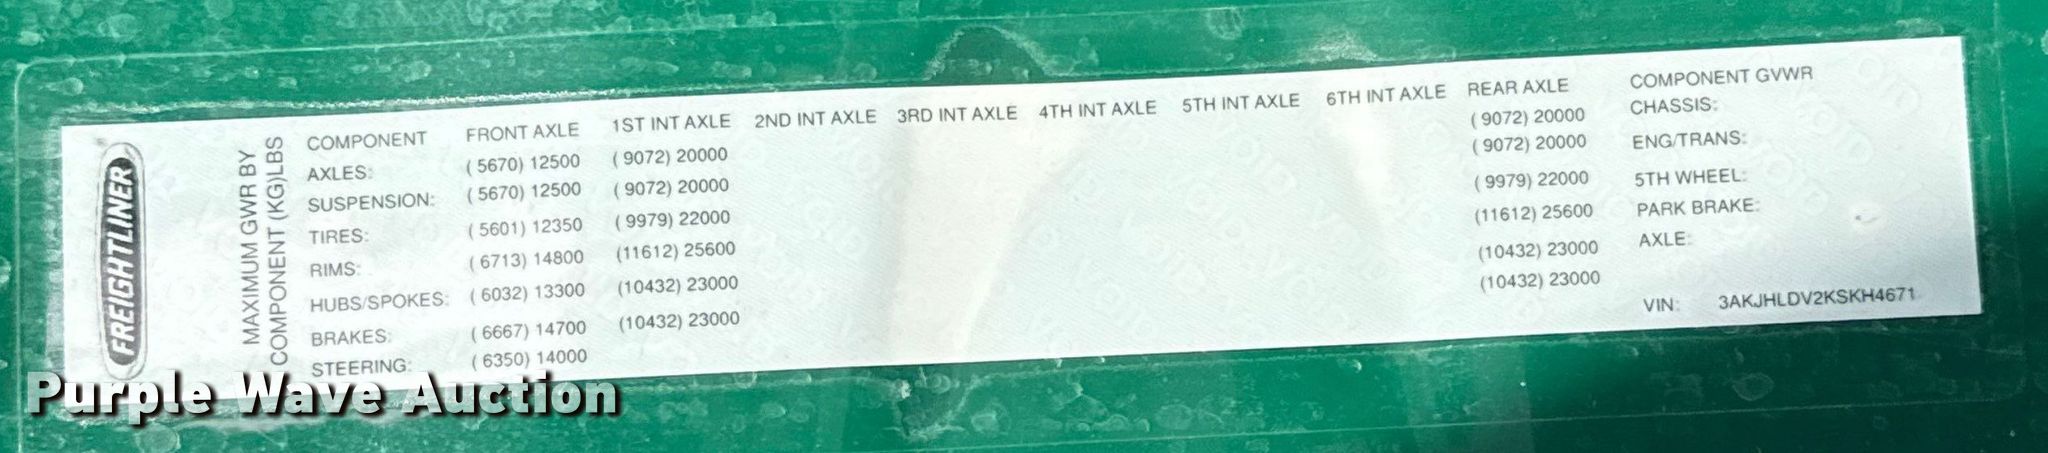 FREIGHTLINER
MAXIMUM GWR BY
COMPONENT (KG)LBS
COMPONENT FRONT AXLE 1ST INT AXLE 2ND INT AXLE 3RD INT AXLE 4TH INT AXLE 5TH INT AXLE 6TH INT AXLE REAR AXLE COMPONENT GVWR
AXLES: ( 5670) 12500 ( 9072) 20000 ( 9072) 20000 CHASSIS:
SUSPENSION: ( 5670) 12500 ( 9072) 20000 ( 9072) 20000 ENG/TRANS:
TIRES: ( 5601) 12350 ( 9979) 22000 ( 9979) 22000 5TH WHEEL:
RIMS: ( 6713) 14800 (11612) 25600 (11612) 25600 PARK BRAKE:
HUBS/SPOKES: ( 6032) 13300 (10432) 23000 (10432) 23000 AXLE:
BRAKES: ( 6667) 14700 (10432) 23000 (10432) 23000
STEERING: ( 6350) 14000
VIN: 3AKJHLDV2KSKH4671
Purple Wave Auction